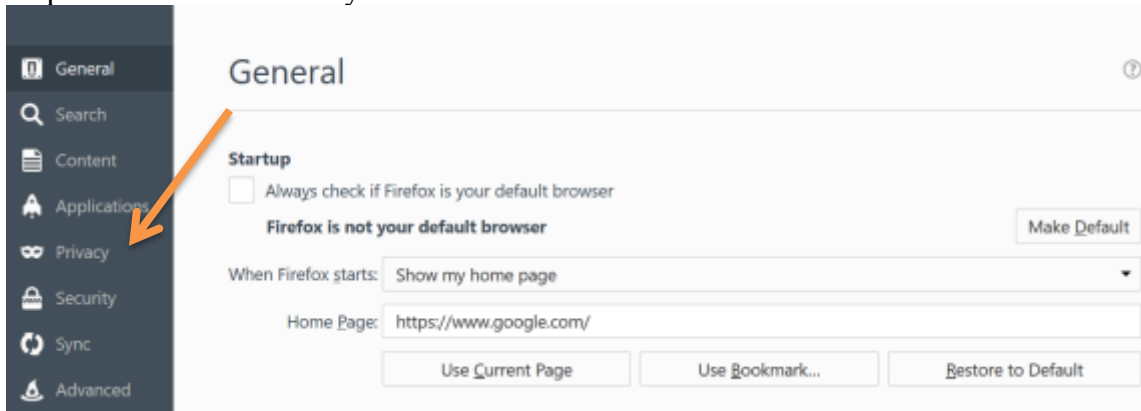 General
Search
Content
Applications
Privacy
Security
Sync
Advanced
General
Startup
Always check if Firefox is your default browser
Firefox is not your default browser
Make Default
When Firefox starts: Show my home page
Home Page: https://www.google.com/
Use Current Page Use Bookmark... Restore to Default